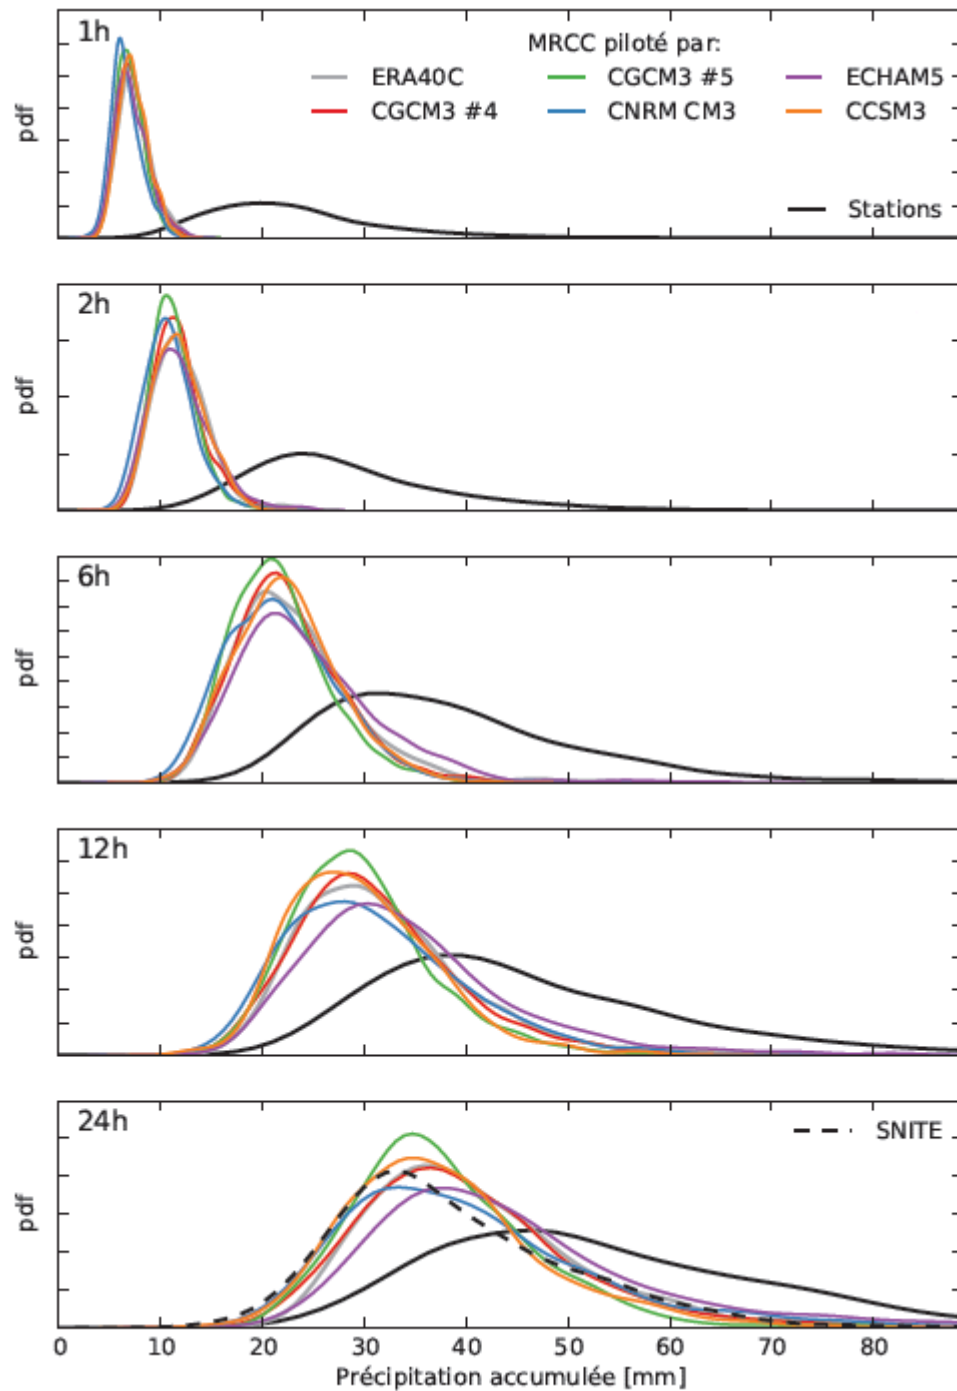 1h
MRCC piloté par:
ERA40C CGCM3 #5 ECHAM5
CGCM3 #4 CNRM CM3 CCSM3
Stations
pdf
2h
pdf
6h
pdf
12h
pdf
24h
SNITE
pdf
0 10 20 30 40 50 60 70 80
Précipitation accumulée [mm]